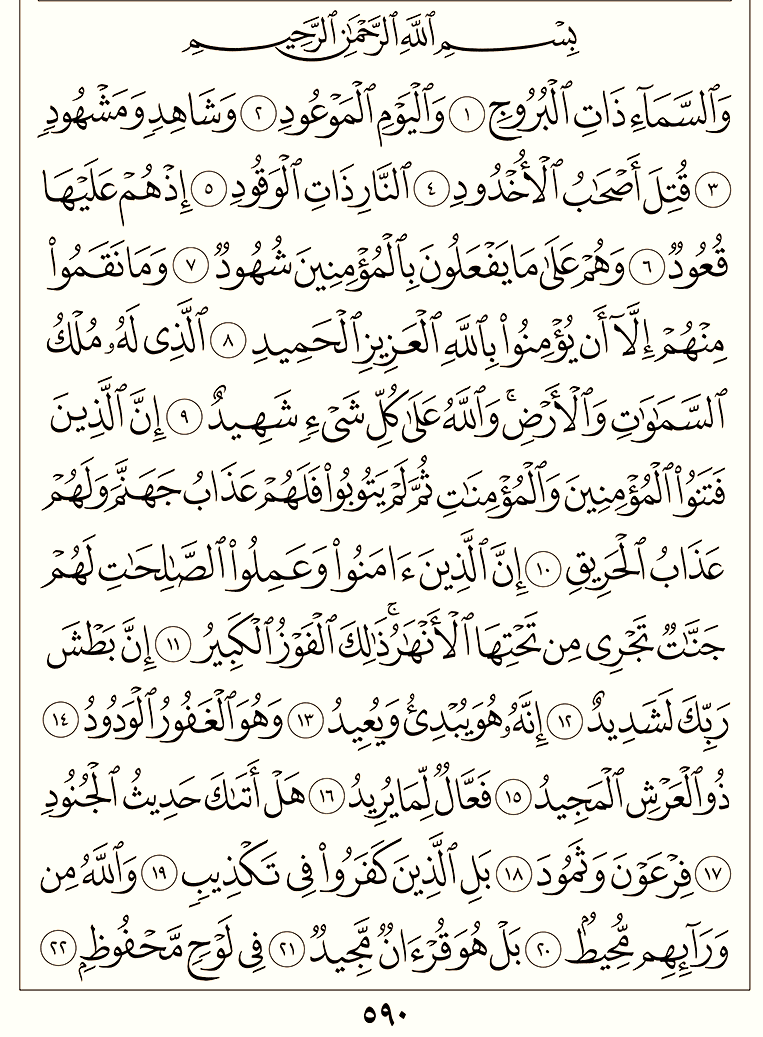 بِسْمِ ٱللَّهِ ٱلرَّحْمَٰنِ ٱلرَّحِيمِ
وَٱلسَّمَآءِ ذَاتِ ٱلْبُرُوجِ ١ وَٱلْيَوْمِ ٱلْمَوْعُودِ ٢ وَشَاهِدٍ وَمَشْهُودٍ
٣ قُتِلَ أَصْحَٰبُ ٱلْأُخْدُودِ ٤ ٱلنَّارِ ذَاتِ ٱلْوَقُودِ ٥ إِذْ هُمْ عَلَيْهَا
قُعُودٌ ٦ وَهُمْ عَلَىٰ مَا يَفْعَلُونَ بِٱلْمُؤْمِنِينَ شُهُودٌ ٧ وَمَا نَقَمُوا۟
مِنْهُمْ إِلَّآ أَن يُؤْمِنُوا۟ بِٱللَّهِ ٱلْعَزِيزِ ٱلْحَمِيدِ ٨ ٱلَّذِى لَهُۥ مُلْكُ
ٱلسَّمَٰوَٰتِ وَٱلْأَرْضِ ۚ وَٱللَّهُ عَلَىٰ كُلِّ شَىْءٍ شَهِيدٌ ٩ إِنَّ ٱلَّذِينَ
فَتَنُوا۟ ٱلْمُؤْمِنِينَ وَٱلْمُؤْمِنَٰتِ ثُمَّ لَمْ يَتُوبُوا۟ فَلَهُمْ عَذَابُ جَهَنَّمَ وَلَهُمْ
عَذَابُ ٱلْحَرِيقِ ١٠ إِنَّ ٱلَّذِينَ ءَامَنُوا۟ وَعَمِلُوا۟ ٱلصَّٰلِحَٰتِ لَهُمْ
جَنَّٰتٌ تَجْرِى مِن تَحْتِهَا ٱلْأَنْهَٰرُ ۚ ذَٰلِكَ ٱلْفَوْزُ ٱلْكَبِيرُ ١١ إِنَّ بَطْشَ
رَبِّكَ لَشَدِيدٌ ١٢ إِنَّهُۥ هُوَ يُبْدِئُ وَيُعِيدُ ١٣ وَهُوَ ٱلْغَفُورُ ٱلْوَدُودُ ١٤
ذُو ٱلْعَرْشِ ٱلْمَجِيدُ ١٥ فَعَّالٌ لِّمَا يُرِيدُ ١٦ هَلْ أَتَىٰكَ حَدِيثُ ٱلْجُنُودِ
١٧ فِرْعَوْنَ وَثَمُودَ ١٨ بَلِ ٱلَّذِينَ كَفَرُوا۟ فِى تَكْذِيبٍ ١٩ وَٱللَّهُ مِن
وَرَآئِهِم مُّحِيطٌۢ ٢٠ بَلْ هُوَ قُرْءَانٌ مَّجِيدٌ ٢١ فِى لَوْحٍ مَّحْفُوظٍۭ ٢٢
٥٩٠